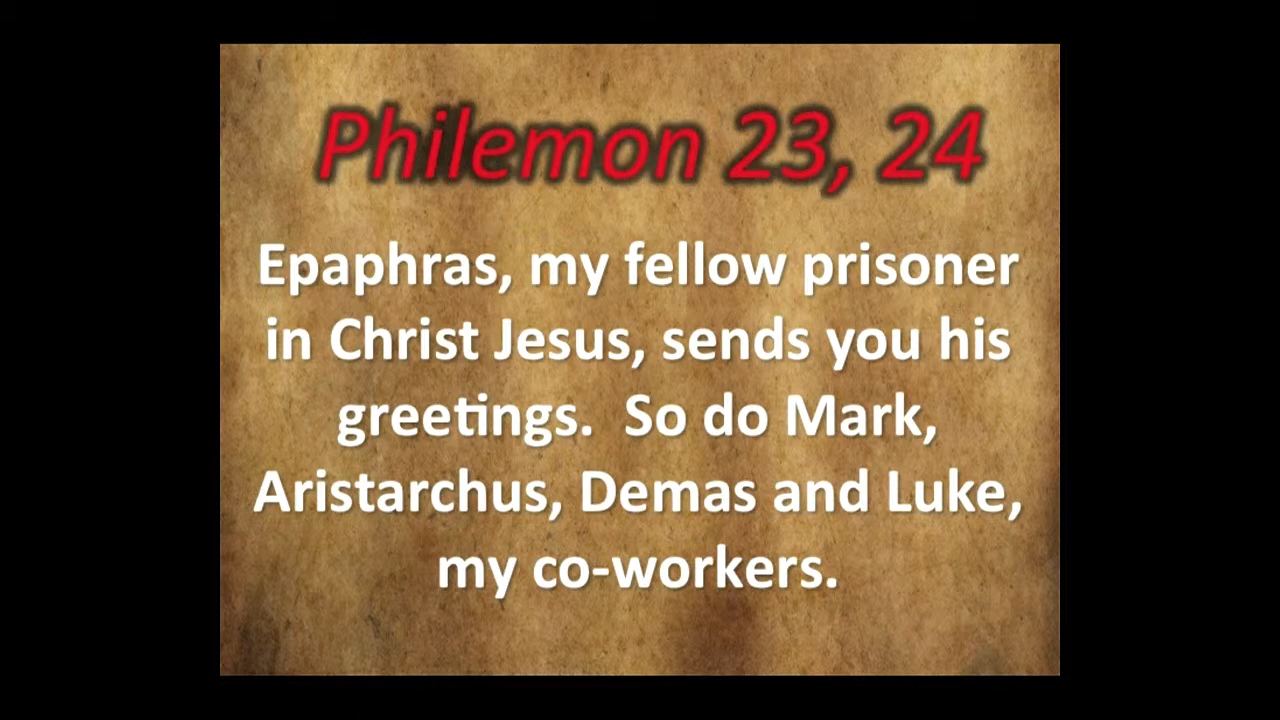 Philemon 23, 24
Epaphras, my fellow prisoner
in Christ Jesus, sends you his
greetings.  So do Mark,
Aristarchus, Demas and Luke,
my co-workers.